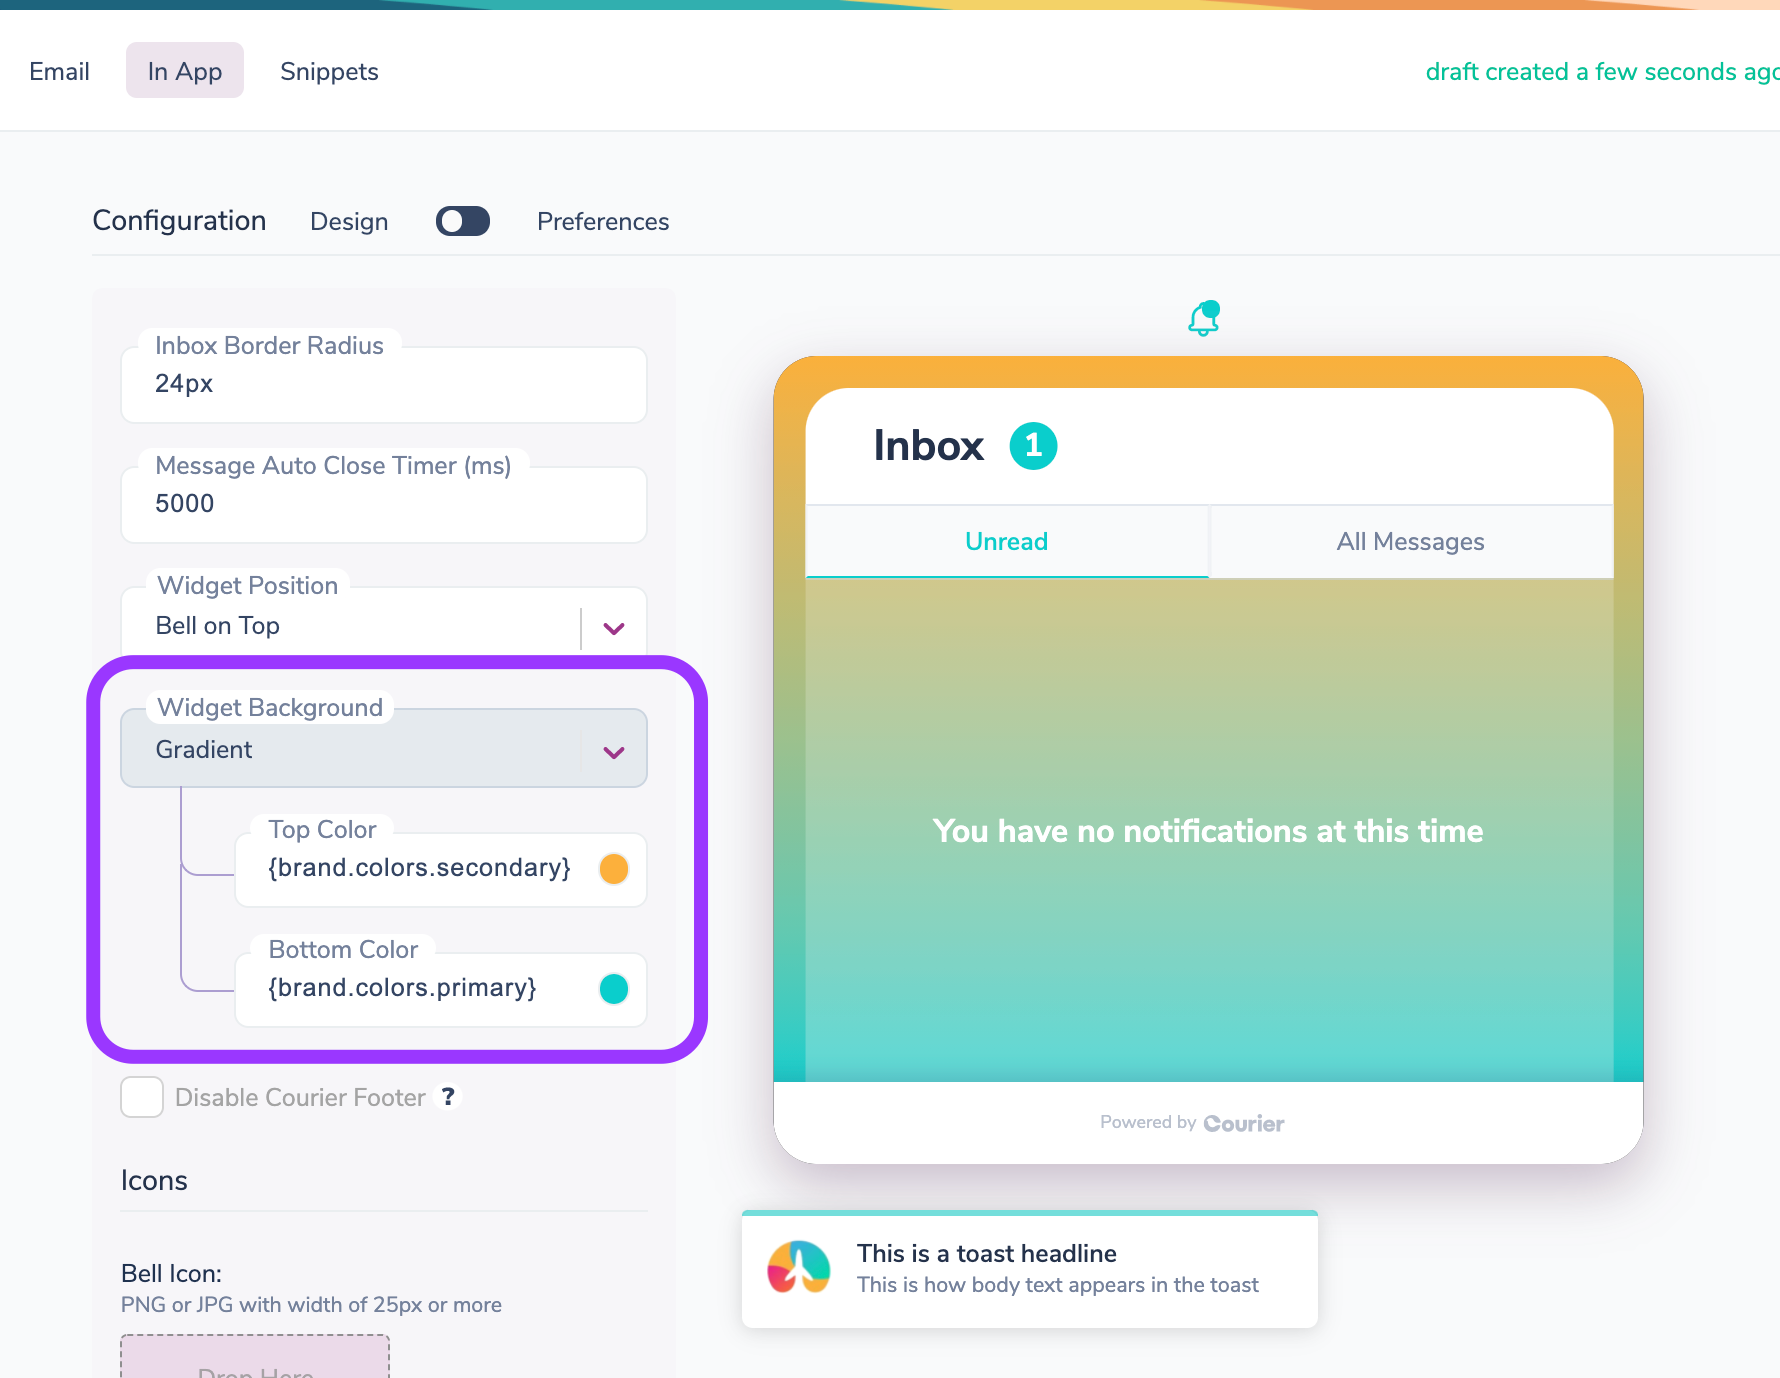 Email
In App
Snippets
draft created a few seconds ago
Configuration
Design
Preferences
Inbox Border Radius
24px
Message Auto Close Timer (ms)
5000
Widget Position
Bell on Top
Widget Background
Gradient
Top Color
{brand.colors.secondary}
Bottom Color
{brand.colors.primary}
Disable Courier Footer ?
Icons
Bell Icon:
PNG or JPG with width of 25px or more
Drop Here
Inbox 1
Unread
All Messages
You have no notifications at this time
Powered by Courier
This is a toast headline
This is how body text appears in the toast